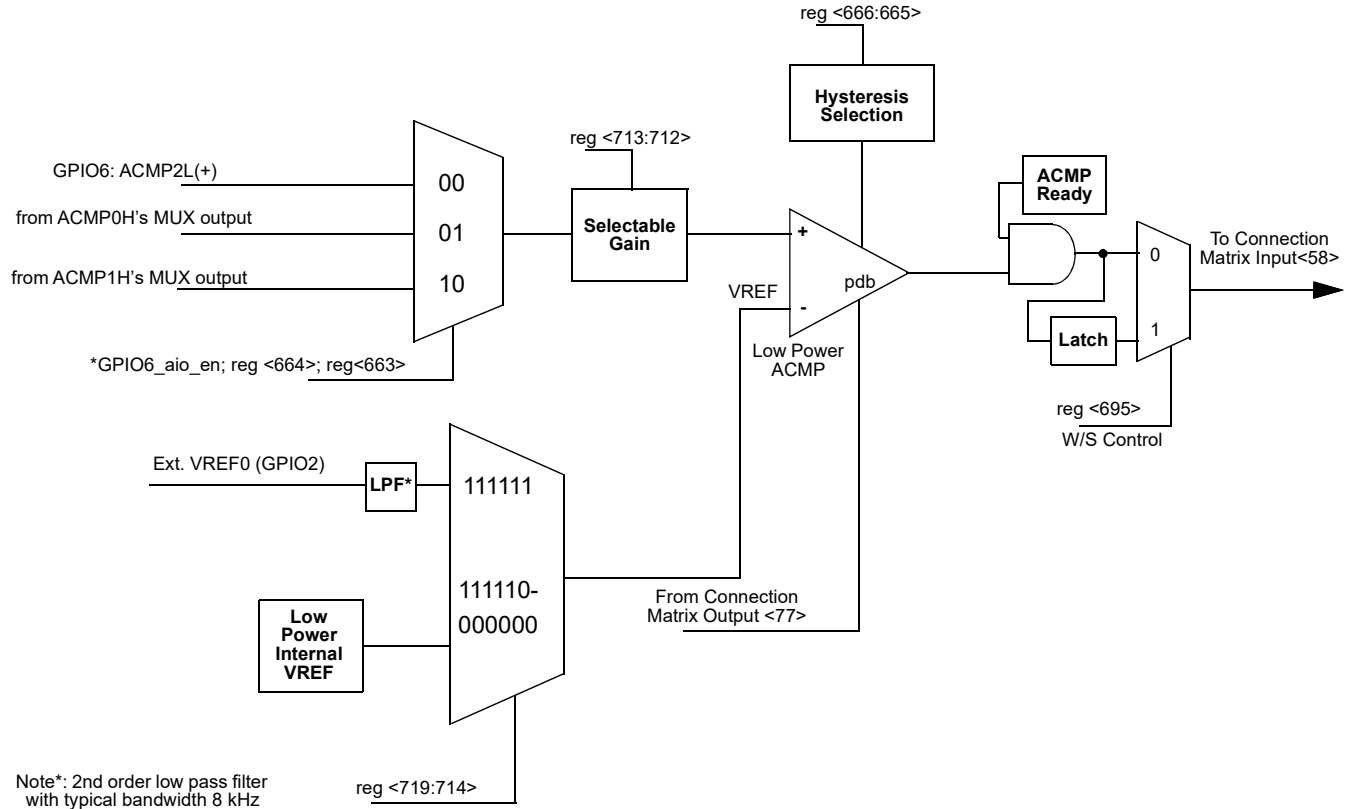 reg <666:665>
Hysteresis
Selection
reg <713:712>
GPIO6: ACMP2L(+)
from ACMP0H's MUX output
from ACMP1H's MUX output
00
01
10
Selectable
Gain
*GPIO6_aio_en; reg <664>; reg<663>
+
-
pdb
VREF
Low Power
ACMP
ACMP
Ready
0
1
Latch
To Connection
Matrix Input<58>
reg <695>
W/S Control
Ext. VREF0 (GPIO2)
LPF*
111111
111110-
000000
Low
Power
Internal
VREF
From Connection
Matrix Output <77>
reg <719:714>
Note*: 2nd order low pass filter
with typical bandwidth 8 kHz